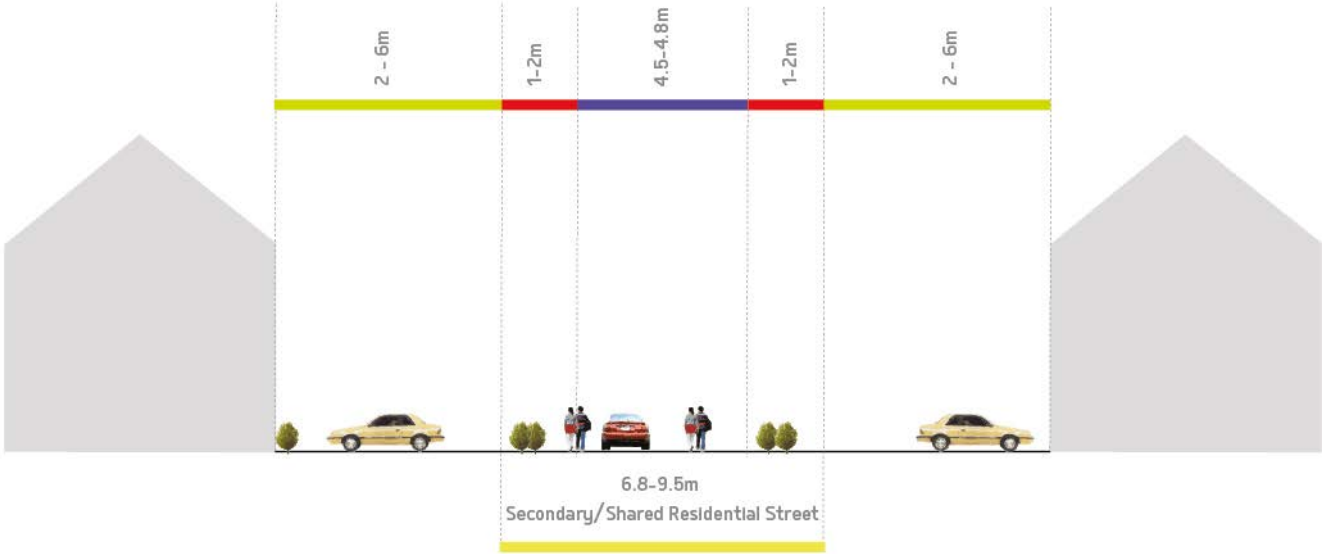 2 - 6m
1-2m
4.5-4.8m
1-2m
2 - 6m
6.8-9.5m
Secondary/Shared Residential Street